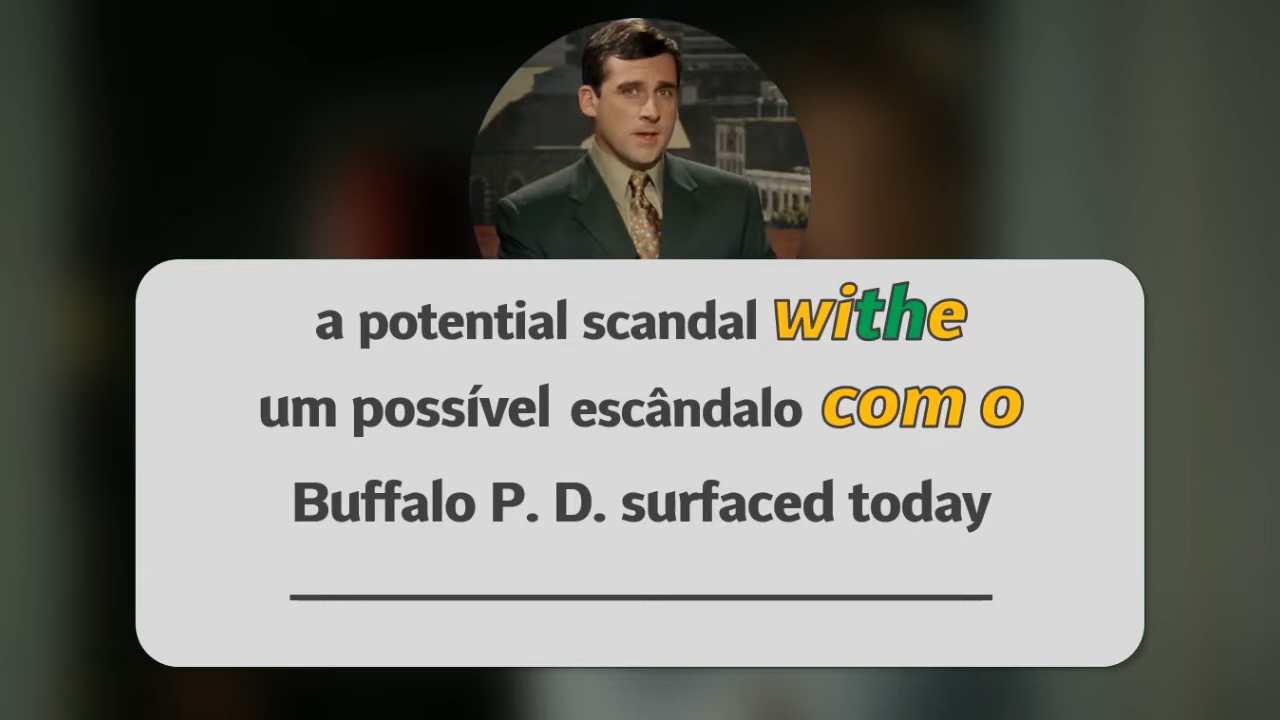 a potential scandal withe
um possível escândalo com o
Buffalo P. D. surfaced today